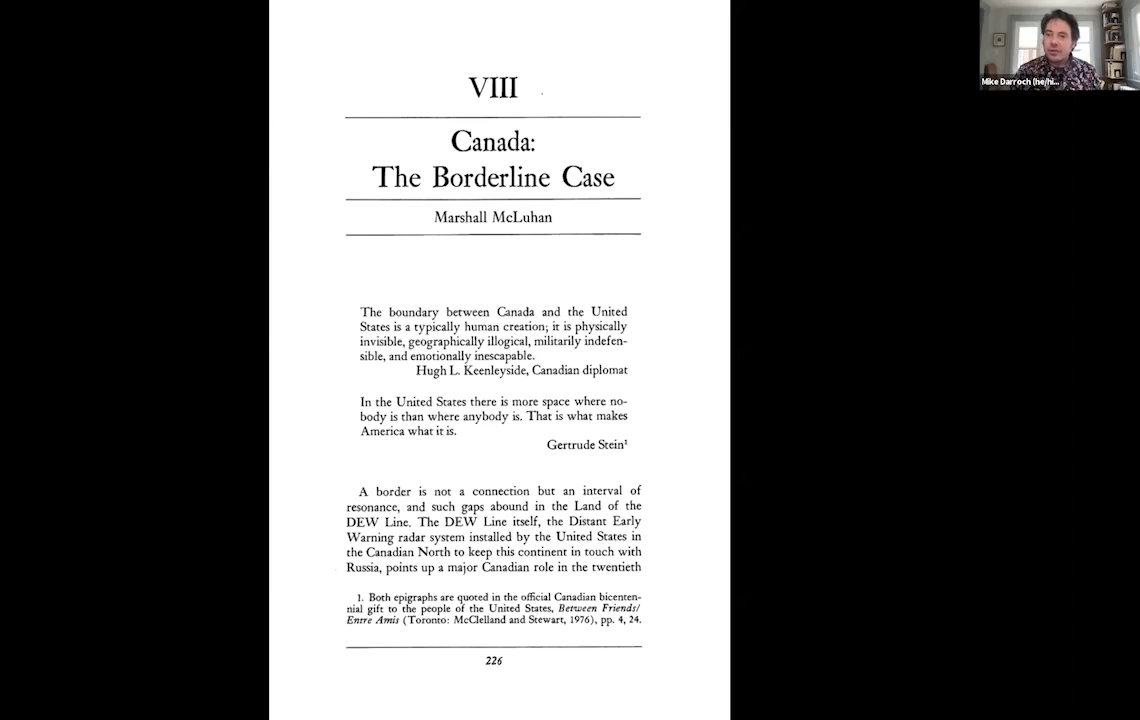 VIII
Canada:
The Borderline Case
Marshall McLuhan
The boundary between Canada and the United
States is a typically human creation; it is physically
invisible, geographically illogical, militarily indefen-
sible, and emotionally inescapable.
Hugh L. Keenleyside, Canadian diplomat
In the United States there is more space where no-
body is than where anybody is. That is what makes
America what it is.
Gertrude Stein¹
A border is not a connection but an interval of
resonance, and such gaps abound in the Land of the
DEW Line. The DEW Line itself, the Distant Early
Warning radar system installed by the United States in
the Canadian North to keep this continent in touch with
Russia, points up a major Canadian role in the twentieth
1. Both epigraphs are quoted in the official Canadian bicenten-
nial gift to the people of the United States, Between Friends/
Entre Amis (Toronto: McClelland and Stewart, 1976), pp. 4, 24.
226
Mike Darroch (he/hi...